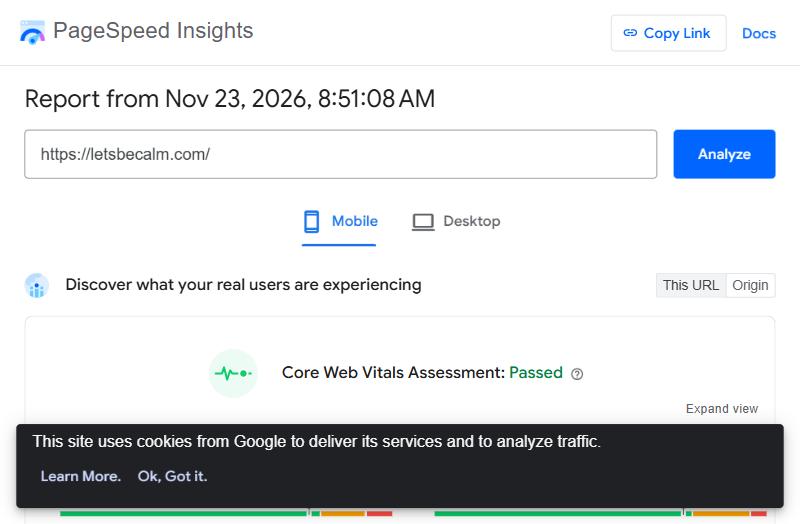 PageSpeed Insights
Copy Link
Docs
Report from Nov 23, 2026, 8:51:08 AM
https://letsbecalm.com/
Analyze
Mobile
Desktop
Discover what your real users are experiencing
This URL
Origin
Core Web Vitals Assessment: Passed
Expand view
This site uses cookies from Google to deliver its services and to analyze traffic.
Learn More.
Ok, Got it.